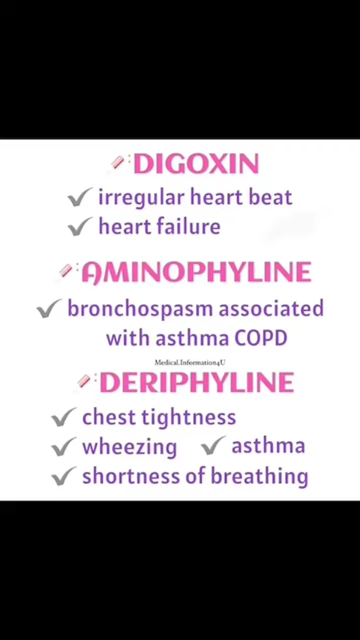 DIGOXIN
irregular heart beat
heart failure
AMINOPHYLINE
bronchospasm associated
with asthma COPD
Medical.Information4U
DERIPHYLINE
chest tightness
wheezing asthma
shortness of breathing